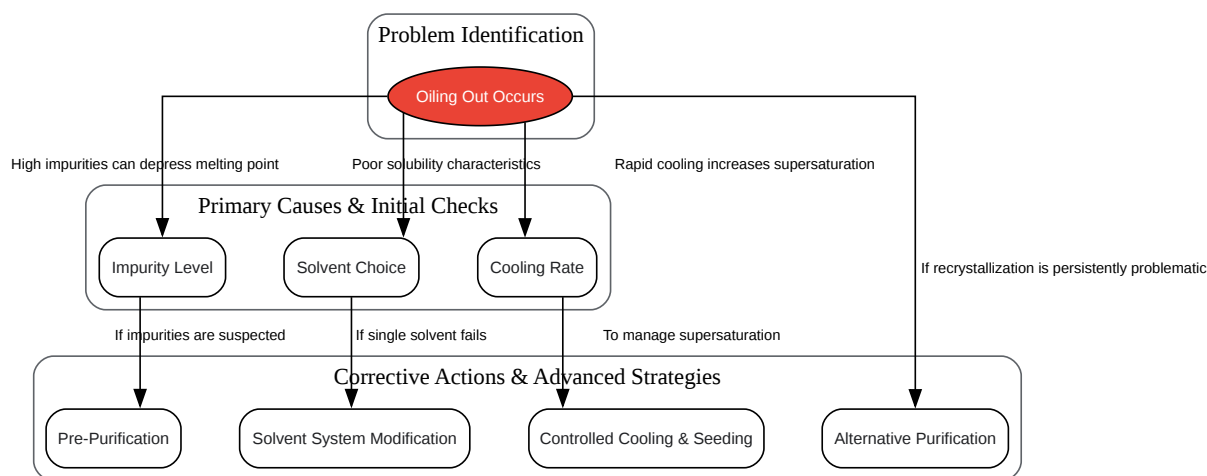 Problem Identification
Oiling Out Occurs
High impurities can depress melting point
Poor solubility characteristics
Rapid cooling increases supersaturation
Primary Causes & Initial Checks
Impurity Level
Solvent Choice
Cooling Rate
If recrystallization is persistently problematic
If impurities are suspected
If single solvent fails
To manage supersaturation
Corrective Actions & Advanced Strategies
Pre-Purification
Solvent System Modification
Controlled Cooling & Seeding
Alternative Purification